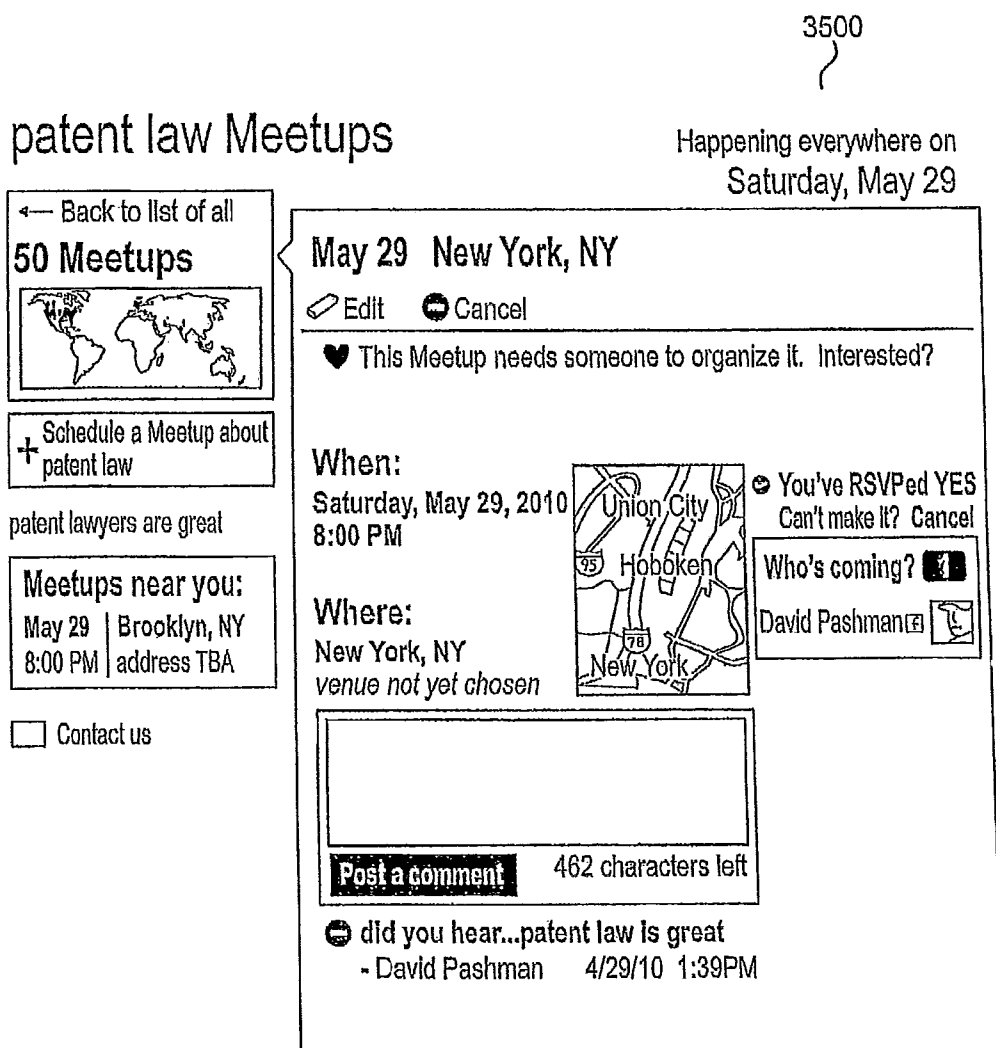 3500
patent law Meetups
Happening everywhere on
Saturday, May 29
Back to list of all
50 Meetups
Schedule a Meetup about
patent law
patent lawyers are great
Meetups near you:
May 29 Brooklyn, NY
8:00 PM address TBA
Contact us
May 29 New York, NY
Edit Cancel
This Meetup needs someone to organize it. Interested?
When:
Saturday, May 29, 2010
8:00 PM
Where:
New York, NY
venue not yet chosen
Union City
95
Hoboken
78
New York
You've RSVPed YES
Can't make it? Cancel
Who's coming?
David Pashman f
Post a comment
462 characters left
did you hear...patent law is great
- David Pashman 4/29/10 1:39PM